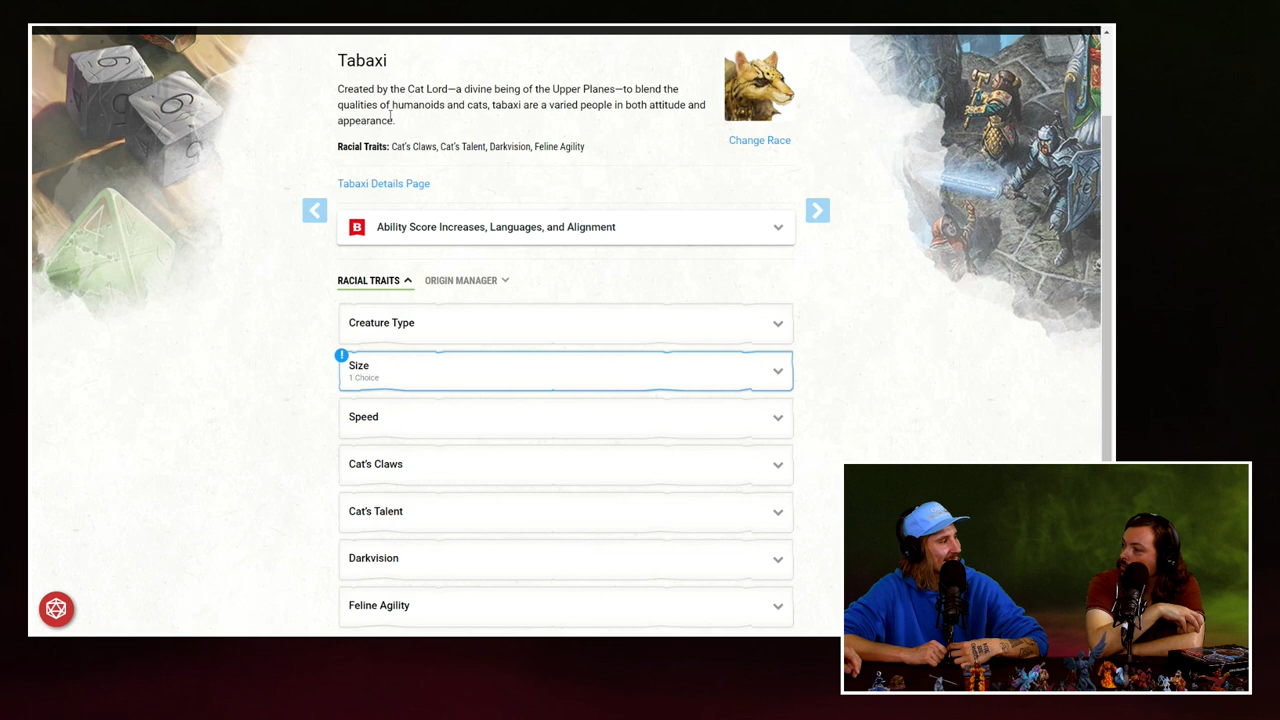 Tabaxi
Created by the Cat Lord—a divine being of the Upper Planes—to blend the
qualities of humanoids and cats, tabaxi are a varied people in both attitude and
appearance.
Racial Traits: Cat's Claws, Cat's Talent, Darkvision, Feline Agility
Change Race
Tabaxi Details Page
B Ability Score Increases, Languages, and Alignment
RACIAL TRAITS ORIGIN MANAGER
Creature Type
!
Size
1 Choice
Speed
Cat's Claws
Cat's Talent
Darkvision
Feline Agility